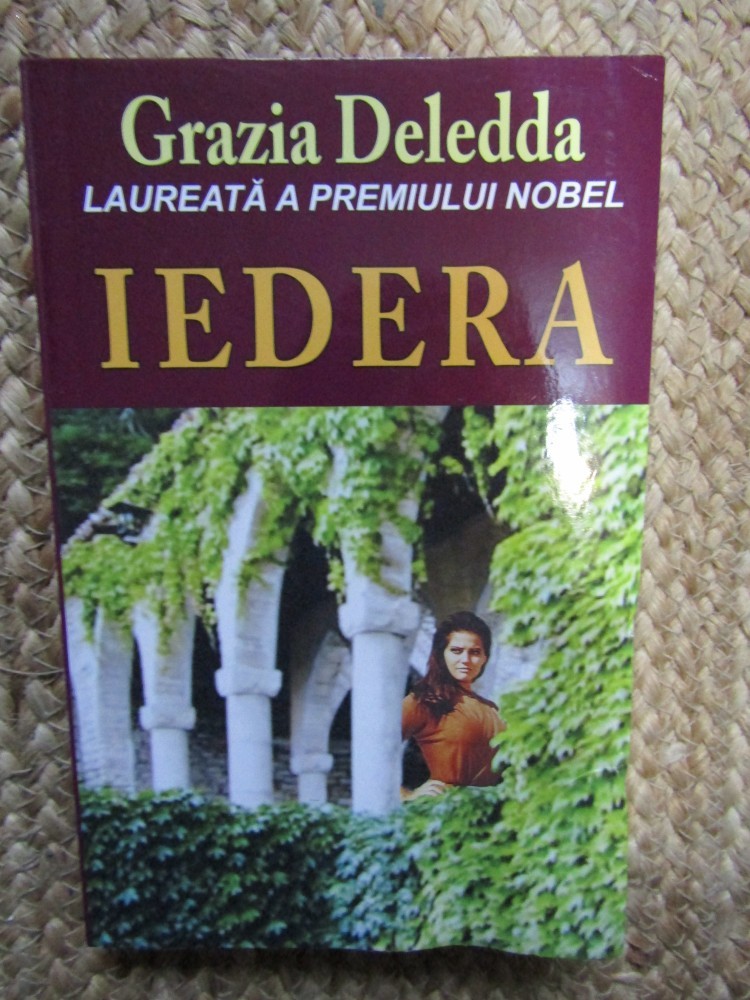 Grazia Deledda
LAUREATĂ A PREMIULUI NOBEL
IEDERA